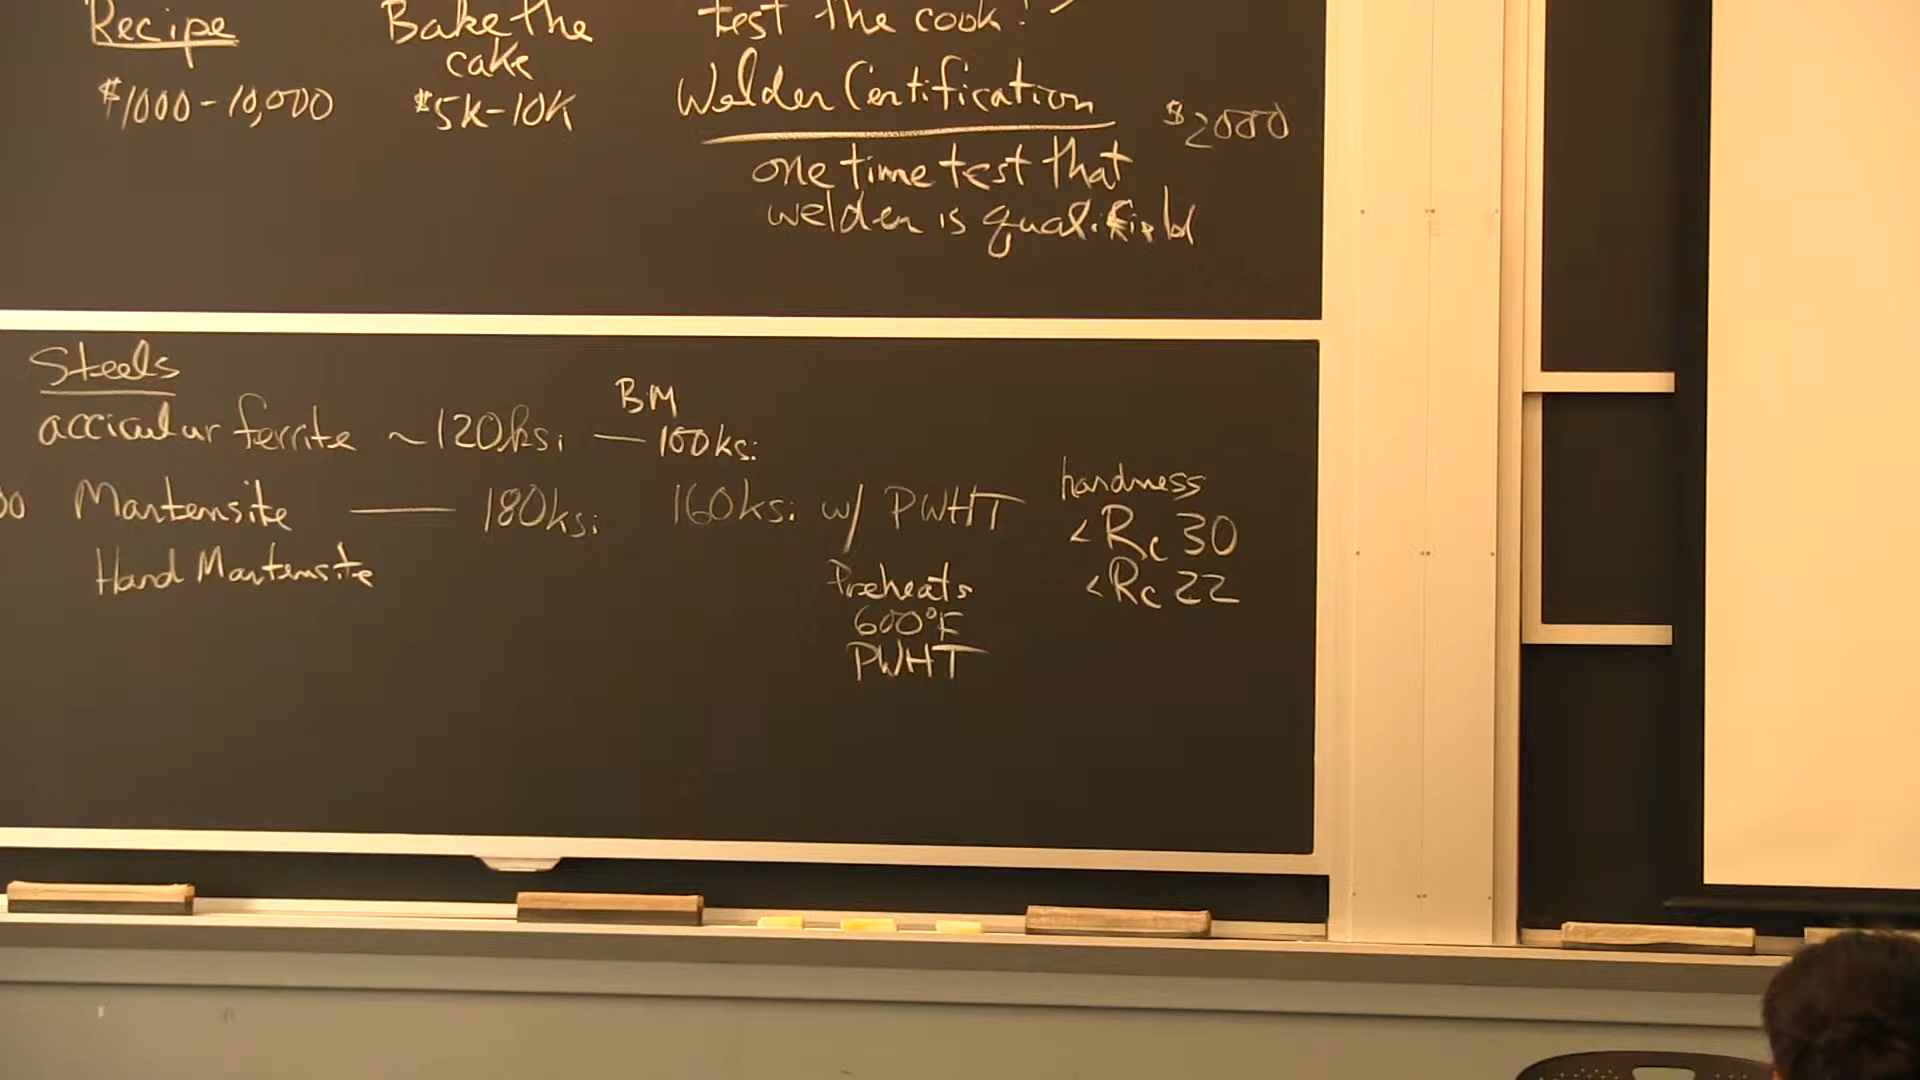 Recipe
$1000-10,000
Bake the
cake
$5k-10k
test the cook!
Welder Certification
$2000
one time test that
welder is qualified
Steels
BM
accicular ferrite ~120ksi — 100ksi
Martensite — 180ksi 160ksi w/ PWHT
Hard Martensite
Preheats
600°F
PWHT
hardness
<Rc 30
<Rc 22